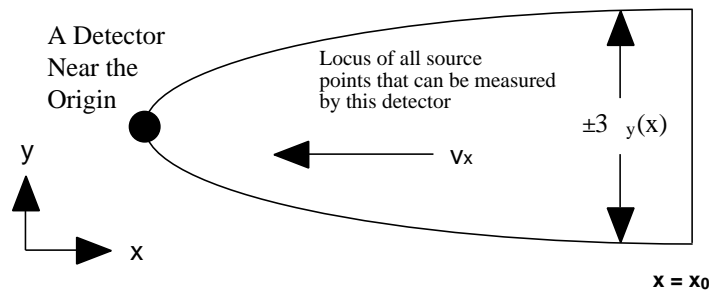 A Detector
Near the
Origin
Locus of all source
points that can be measured
by this detector
±3 y(x)
vx
y
x
x = x0